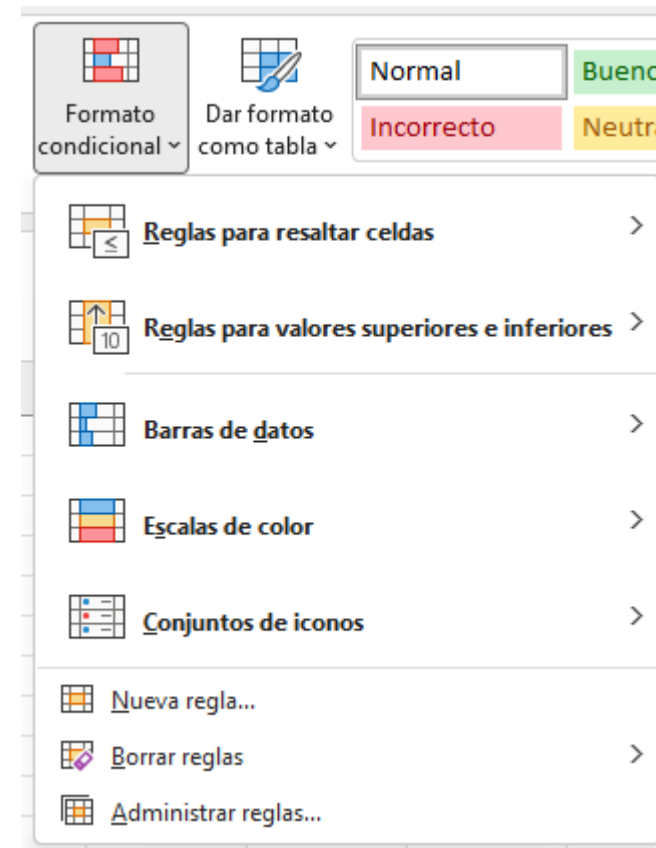 Formato condicional
Dar formato como tabla
Normal
Incorrecto
≤
Reglas para resaltar celdas
10
Reglas para valores superiores e inferiores
Barras de datos
Escalas de color
Conjuntos de iconos
Nueva regla...
Borrar reglas
Administrar reglas...